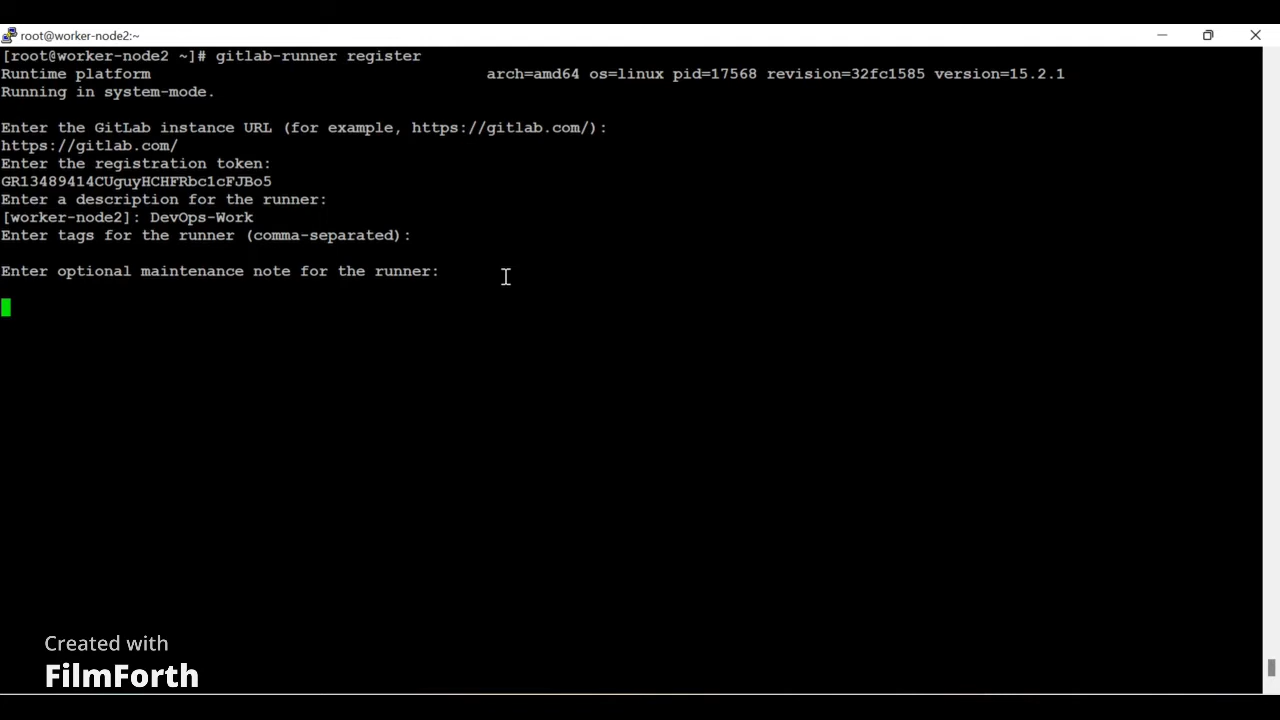 root@worker-node2:~
[root@worker-node2 ~]# gitlab-runner register
Runtime platform                                    arch=amd64 os=linux pid=17568 revision=32fc1585 version=15.2.1
Running in system-mode.
Enter the GitLab instance URL (for example, https://gitlab.com/):
https://gitlab.com/
Enter the registration token:
GR13489414CUguyHCHFRbc1cFJBo5
Enter a description for the runner:
[worker-node2]: DevOps-Work
Enter tags for the runner (comma-separated):
Enter optional maintenance note for the runner:
Created with
FilmForth